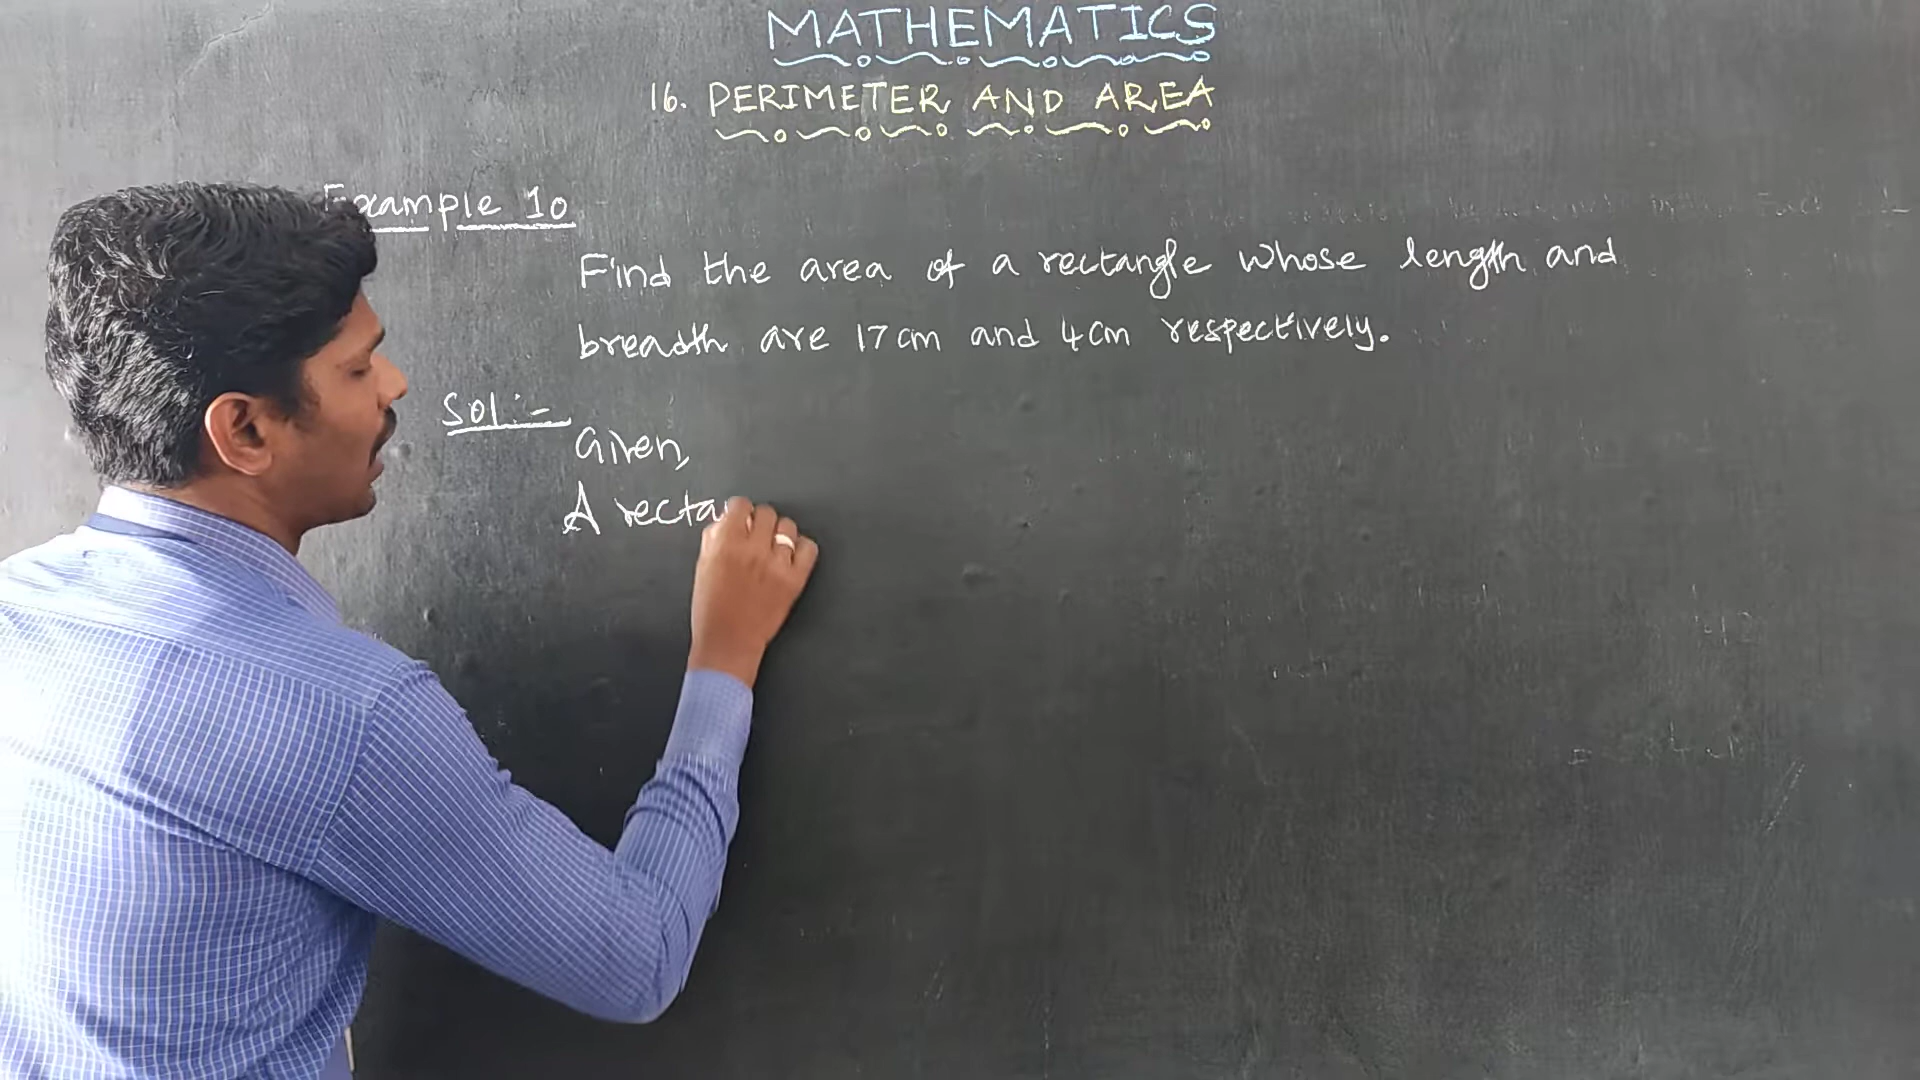 MATHEMATICS
16. PERIMETER AND AREA
Example 10
Find the area of a rectangle whose length and
breadth are 17 cm and 4 cm respectively.
Sol:-
Given,
A recta